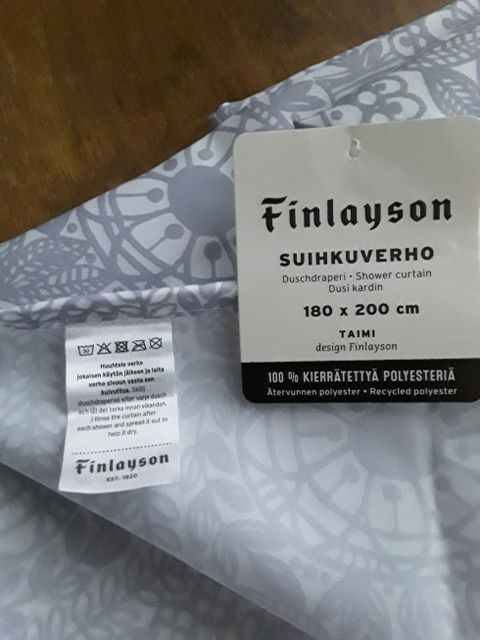 Finlayson
SUIHKUVERHO
Duschdraperi • Shower curtain
Dusi kardin
180 x 200 cm
TAIMI
design Finlayson
100 % KIERRÄTETTYÄ POLYESTERIÄ
Återvunnen polyester • Recycled polyester
30
Huuhtele verho
jokaisen käytön jälkeen ja laita
verho sivuun vasta sen
kuivuttua. Skölj
duschdraperiet efter varje dusch
och låt det torka innan vikanden.
/ Rinse the curtain after
each shower and spread it out to
help it dry.
Finlayson
EST. 1820